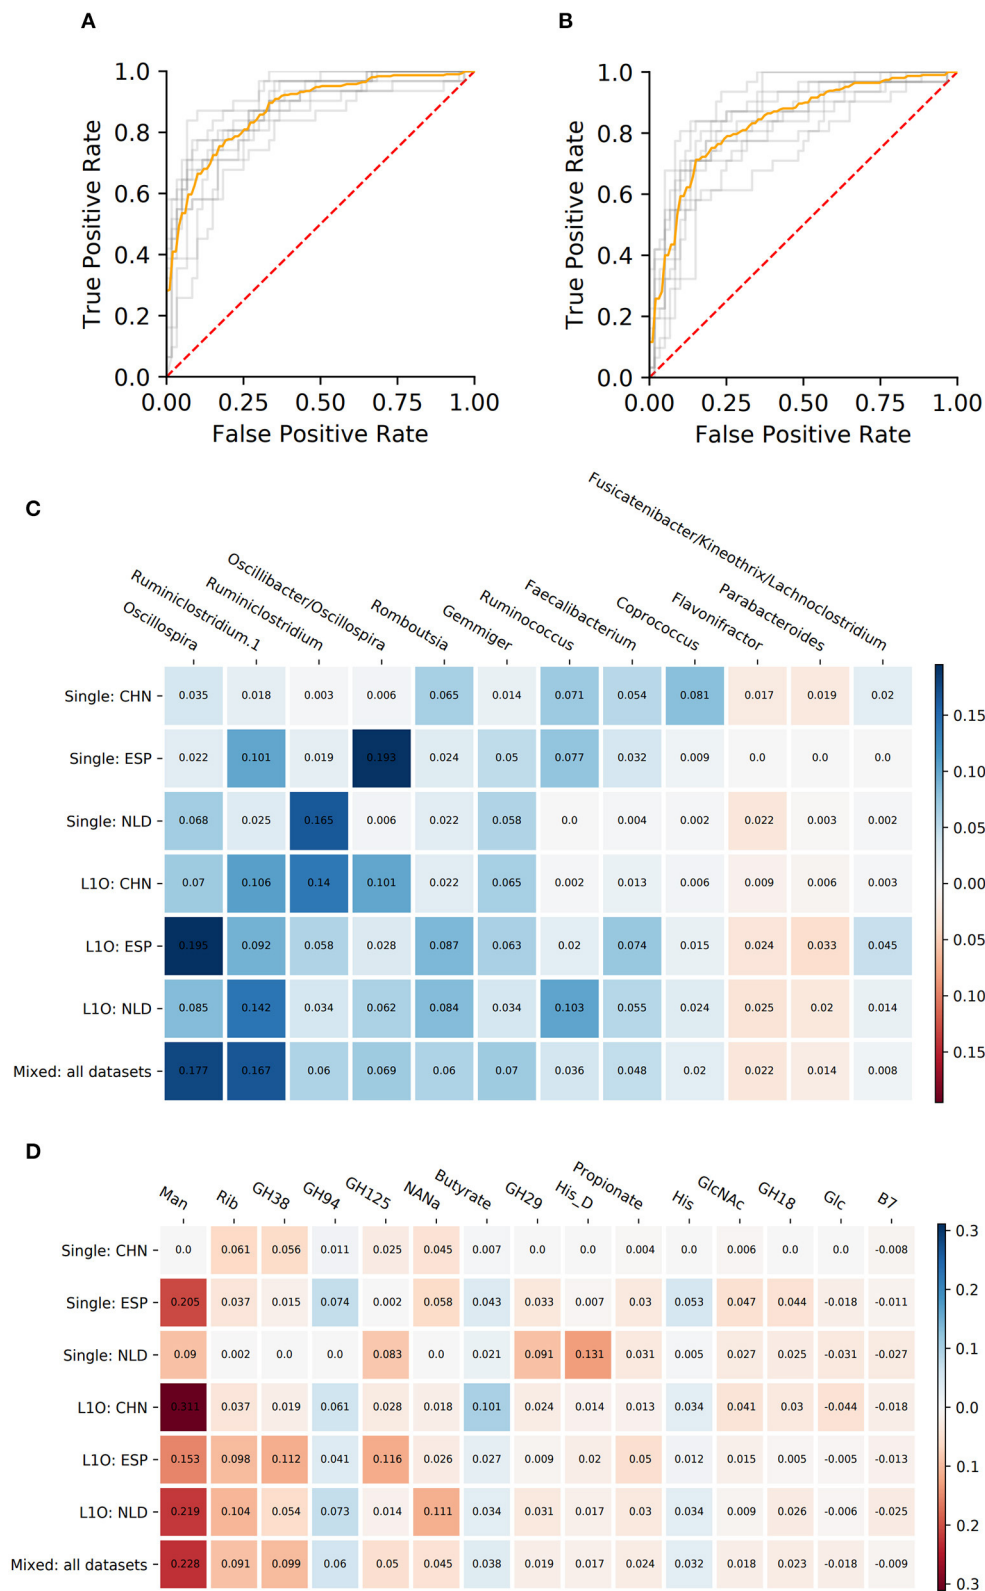 A
B
1.0
0.8
0.6
0.4
0.2
0.0
True Positive Rate
0.00 0.25 0.50 0.75 1.00
False Positive Rate
1.0
0.8
0.6
0.4
0.2
0.0
True Positive Rate
0.00 0.25 0.50 0.75 1.00
False Positive Rate
C
Oscillospira
Ruminiclostridium.1
Ruminiclostridium
Oscillibacter/Oscillospira
Romboutsia
Gemmiger
Ruminococcus
Faecalibacterium
Coprococcus
Flavonifractor
Parabacteroides
Fusicatenibacter/Kineothrix/Lachnoclostridium
Single: CHN 0.035 0.018 0.003 0.006 0.065 0.014 0.071 0.054 0.081 0.017 0.019 0.02
Single: ESP 0.022 0.101 0.019 0.193 0.024 0.05 0.077 0.032 0.009 0.0 0.0 0.0
Single: NLD 0.068 0.025 0.165 0.006 0.022 0.058 0.0 0.004 0.002 0.022 0.003 0.002
L1O: CHN 0.07 0.106 0.14 0.101 0.022 0.065 0.002 0.013 0.006 0.009 0.006 0.003
L1O: ESP 0.195 0.092 0.058 0.028 0.087 0.063 0.02 0.074 0.015 0.024 0.033 0.045
L1O: NLD 0.085 0.142 0.034 0.062 0.084 0.034 0.103 0.055 0.024 0.025 0.02 0.014
Mixed: all datasets 0.177 0.167 0.06 0.069 0.06 0.07 0.036 0.048 0.02 0.022 0.014 0.008
0.15
0.10
0.05
0.00
0.05
0.10
0.15
D
Man
Rib
GH38
GH94
GH125
NANa
Butyrate
GH29
His_D
Propionate
His
GlcNAc
GH18
Glc
B7
Single: CHN 0.0 0.061 0.056 0.011 0.025 0.045 0.007 0.0 0.0 0.004 0.0 0.006 0.0 0.0 -0.008
Single: ESP 0.205 0.037 0.015 0.074 0.002 0.058 0.043 0.033 0.007 0.03 0.053 0.047 0.044 -0.018 -0.011
Single: NLD 0.09 0.002 0.0 0.0 0.083 0.0 0.021 0.091 0.131 0.031 0.005 0.027 0.025 -0.031 -0.027
L1O: CHN 0.311 0.037 0.019 0.061 0.028 0.018 0.101 0.024 0.014 0.013 0.034 0.041 0.03 -0.044 -0.018
L1O: ESP 0.153 0.098 0.112 0.041 0.116 0.026 0.027 0.009 0.02 0.05 0.012 0.015 0.005 -0.005 -0.013
L1O: NLD 0.219 0.104 0.054 0.073 0.014 0.111 0.034 0.031 0.017 0.03 0.034 0.009 0.026 -0.006 -0.025
Mixed: all datasets 0.228 0.091 0.099 0.06 0.05 0.045 0.038 0.019 0.017 0.024 0.032 0.018 0.023 -0.018 -0.009
0.3
0.2
0.1
0.0
0.1
0.2
0.3